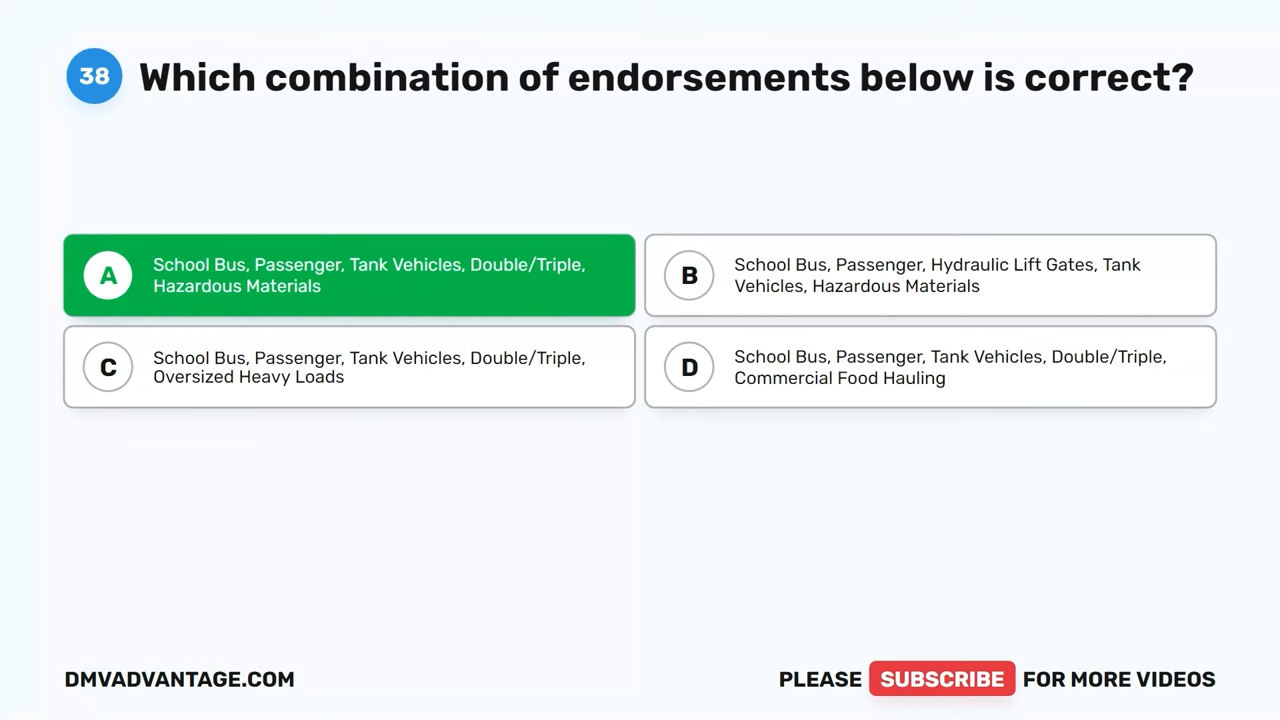 38 Which combination of endorsements below is correct?
A School Bus, Passenger, Tank Vehicles, Double/Triple,
Hazardous Materials
B School Bus, Passenger, Hydraulic Lift Gates, Tank
Vehicles, Hazardous Materials
C School Bus, Passenger, Tank Vehicles, Double/Triple,
Oversized Heavy Loads
D School Bus, Passenger, Tank Vehicles, Double/Triple,
Commercial Food Hauling
DMVADVANTAGE.COM
PLEASE SUBSCRIBE FOR MORE VIDEOS